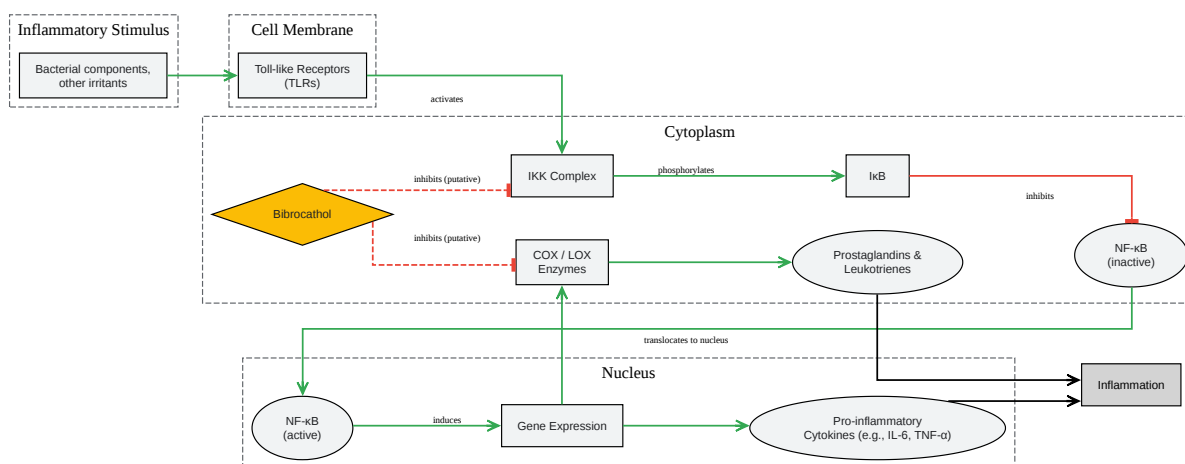 Inflammatory Stimulus
Bacterial components,
other irritants
Cell Membrane
Toll-like Receptors
(TLRs)
activates
Cytoplasm
IKK Complex
phosphorylates
IκB
inhibits (putative)
inhibits
Bibrocathol
inhibits (putative)
COX / LOX
Enzymes
Prostaglandins &
Leukotrienes
NF-κB
(inactive)
translocates to nucleus
Nucleus
Inflammation
NF-κB
(active)
induces
Gene Expression
Pro-inflammatory
Cytokines (e.g., IL-6, TNF-α)